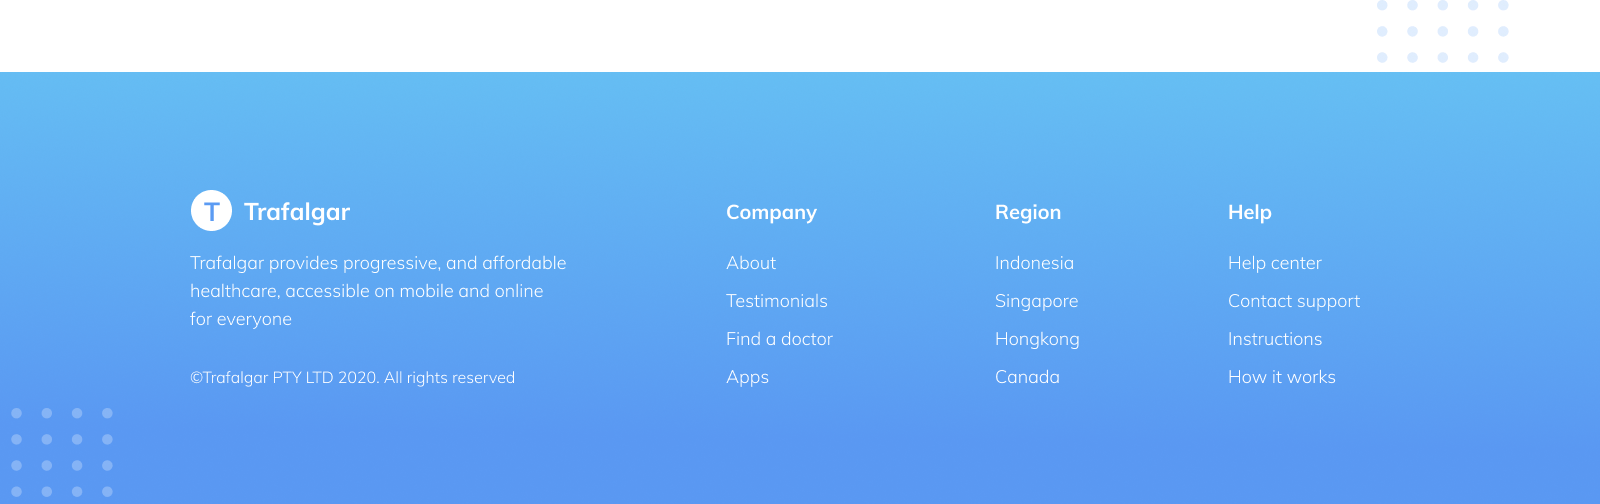 T Trafalgar
Trafalgar provides progressive, and affordable
healthcare, accessible on mobile and online
for everyone
©Trafalgar PTY LTD 2020. All rights reserved
Company
About
Testimonials
Find a doctor
Apps
Region
Indonesia
Singapore
Hongkong
Canada
Help
Help center
Contact support
Instructions
How it works